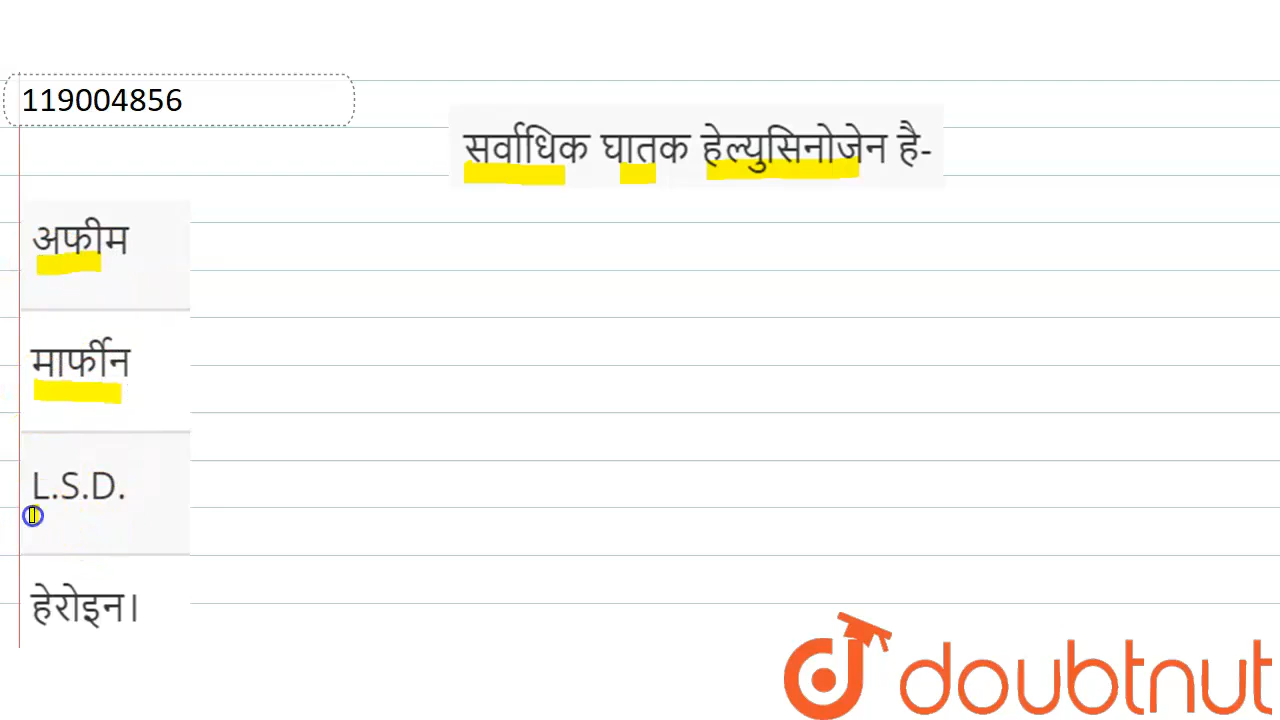 119004856
सर्वाधिक घातक हेल्युसिनोजेन है-
अफीम
मार्फीन
L.S.D.
हेरोइन।
doubtnut